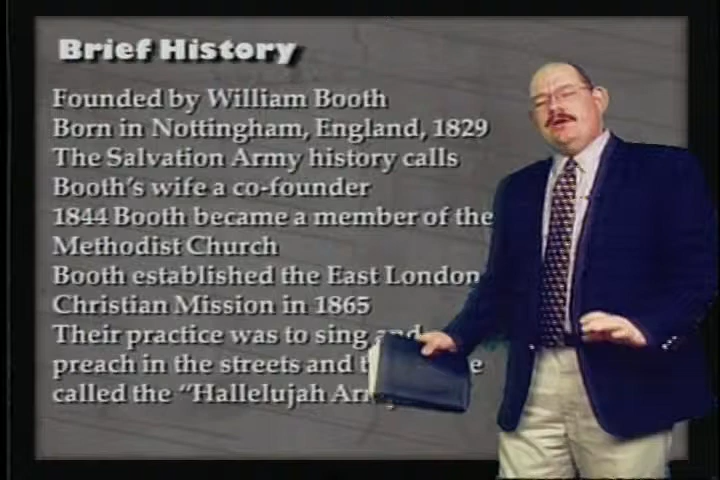 Brief History
Founded by William Booth
Born in Nottingham, England, 1829
The Salvation Army history calls
Booth's wife a co-founder
1844 Booth became a member of the
Methodist Church
Booth established the East London
Christian Mission in 1865
Their practice was to sing and
preach in the streets and
called the "Hallelujah